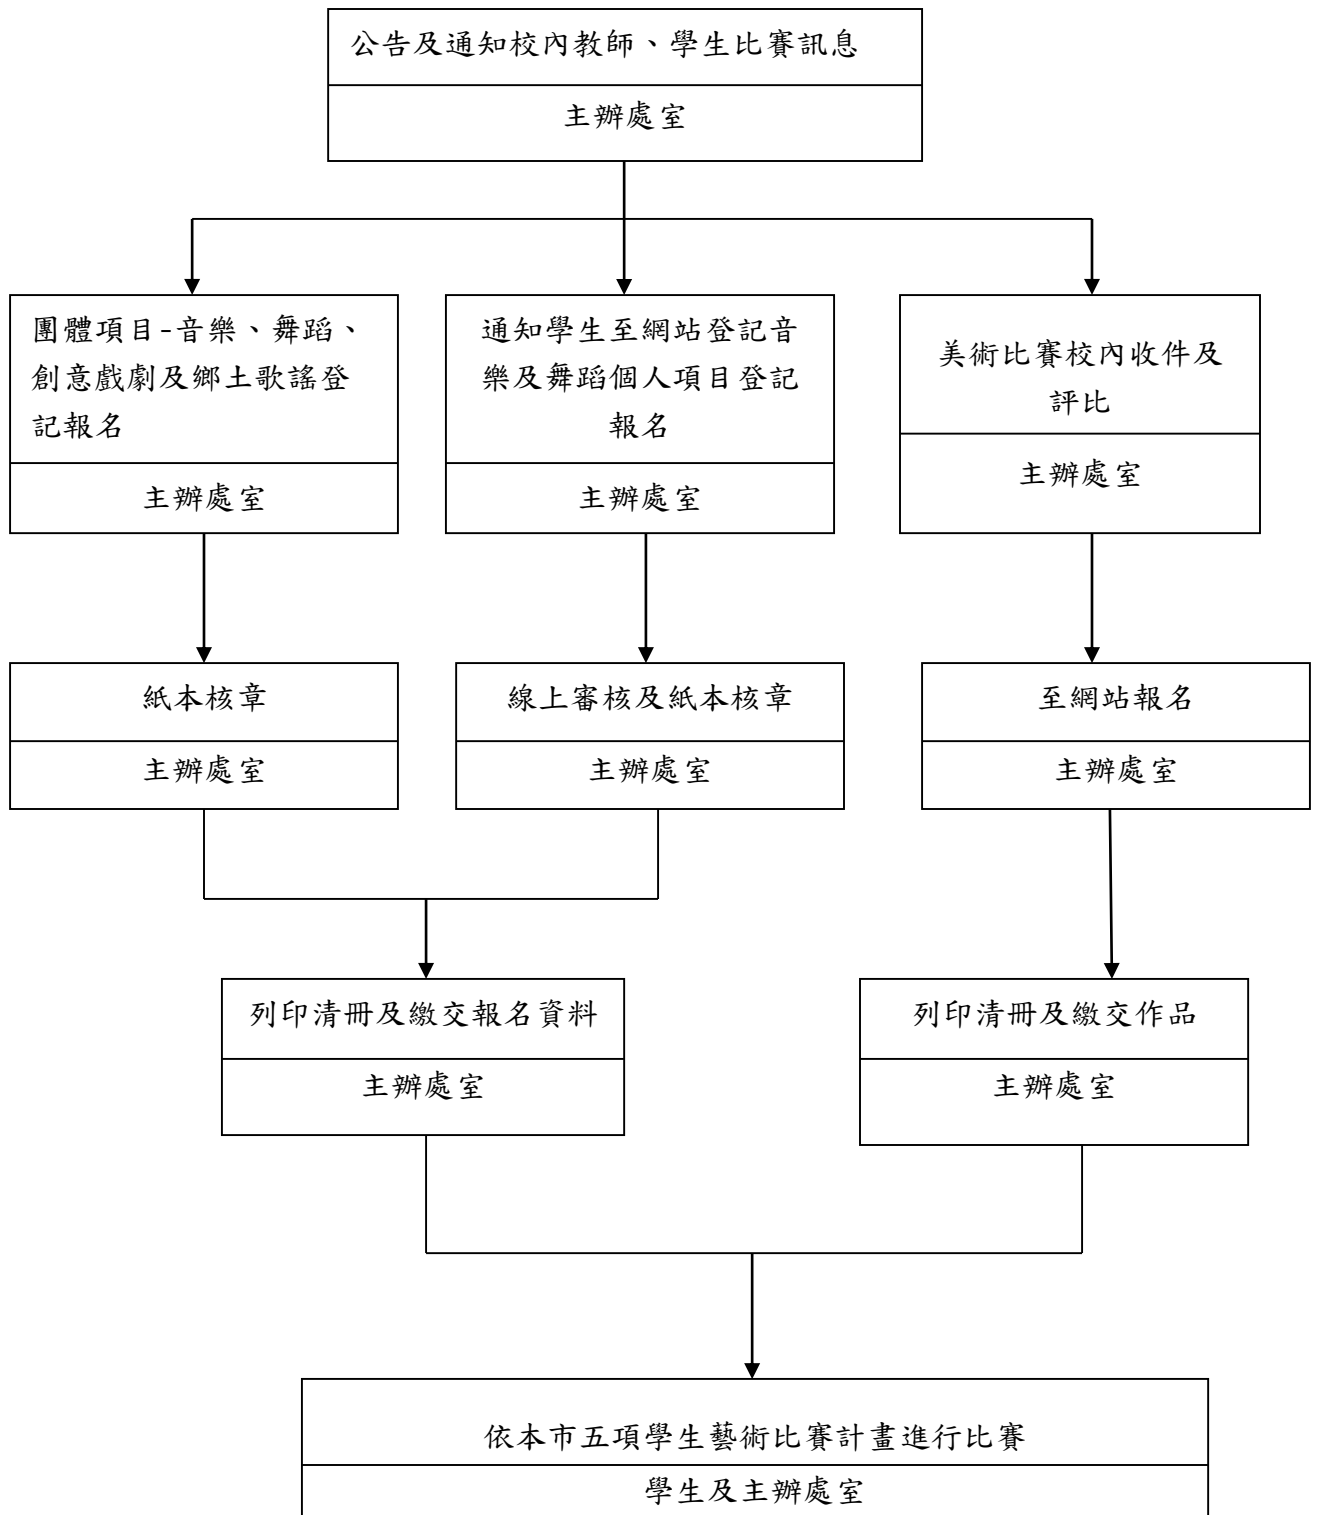 公告及通知校內教師、學生比賽訊息
主辦處室
團體項目-音樂、舞蹈、
創意戲劇及鄉土歌謠登
記報名
主辦處室
通知學生至網站登記音
樂及舞蹈個人項目登記
報名
主辦處室
美術比賽校內收件及
評比
主辦處室
紙本核章
主辦處室
線上審核及紙本核章
主辦處室
至網站報名
主辦處室
列印清冊及繳交報名資料
主辦處室
列印清冊及繳交作品
主辦處室
依本市五項學生藝術比賽計畫進行比賽
學生及主辦處室